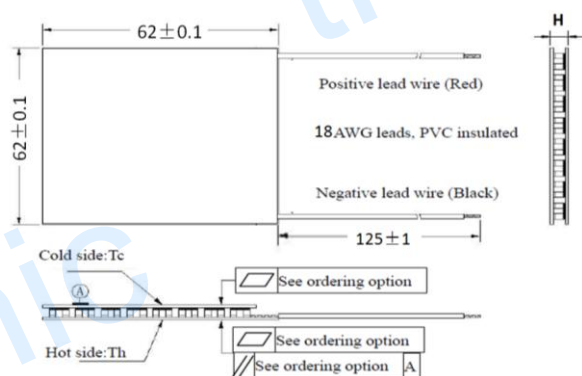 62±0.1
H
62±0.1
Positive lead wire (Red)
18AWG leads, PVC insulated
Negative lead wire (Black)
125±1
Cold side:Tc
A
See ordering option
See ordering option
Hot side:Th
See ordering option A
nic